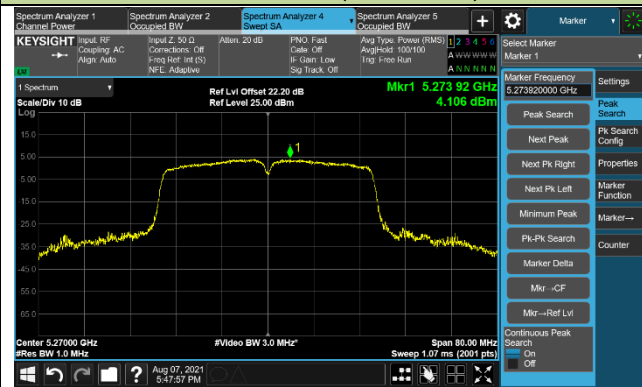 Spectrum Analyzer 1
Channel Power
Spectrum Analyzer 2
Occupied BW
Spectrum Analyzer 4
Swept SA
Spectrum Analyzer 5
Occupied BW
+
Marker
KEYSIGHT
Input: RF
Coupling: AC
Align: Auto
Input Z: 50 Ω
Corrections: Off
Freq Ref: Int (S)
NFE: Adaptive
Atten: 20 dB
PNO: Fast
Gate: Off
IF Gain: Low
Sig Track: Off
Avg Type: Power (RMS)
Avg|Hold: 100/100
Trig: Free Run
1 2 3 4 5 6
A W W W W W
A N N N N N
LXI
Select Marker
Marker 1
1 Spectrum
Scale/Div 10 dB
Log
Ref Lvl Offset 22.20 dB
Ref Level 25.00 dBm
Mkr1 5.273 92 GHz
4.106 dBm
15.0
5.00
-5.00
-15.0
-25.0
-35.0
-45.0
-55.0
-65.0
1
Center 5.27000 GHz
#Res BW 1.0 MHz
#Video BW 3.0 MHz*
Span 80.00 MHz
Sweep 1.07 ms (2001 pts)
Marker Frequency
5.273920000 GHz
Peak Search
Next Peak
Next Pk Right
Next Pk Left
Minimum Peak
Pk-Pk Search
Marker Delta
Mkr→CF
Mkr→Ref Lvl
Continuous Peak
Search
On
Off
Settings
Peak
Search
Pk Search
Config
Properties
Marker
Function
Marker→
Counter
?
Aug 07, 2021
5:47:57 PM